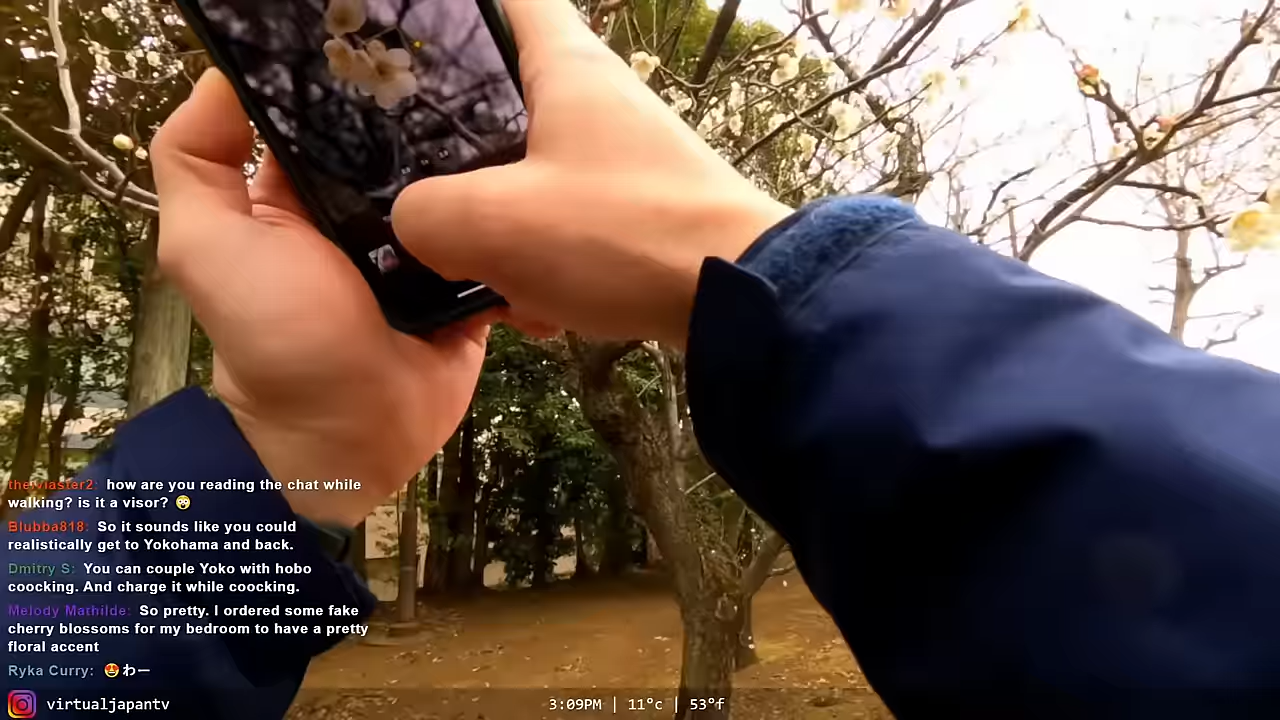 themaster2: how are you reading the chat while
walking? is it a visor? 🙄
Blubba818: So it sounds like you could
realistically get to Yokohama and back.
Dmitry S: You can couple Yoko with hobo
coocking. And charge it while coocking.
Melody Mathilde: So pretty. I ordered some fake
cherry blossoms for my bedroom to have a pretty
floral accent
Ryka Curry: 😍わー
virtualjapantv
3:09PM | 11°c | 53°f